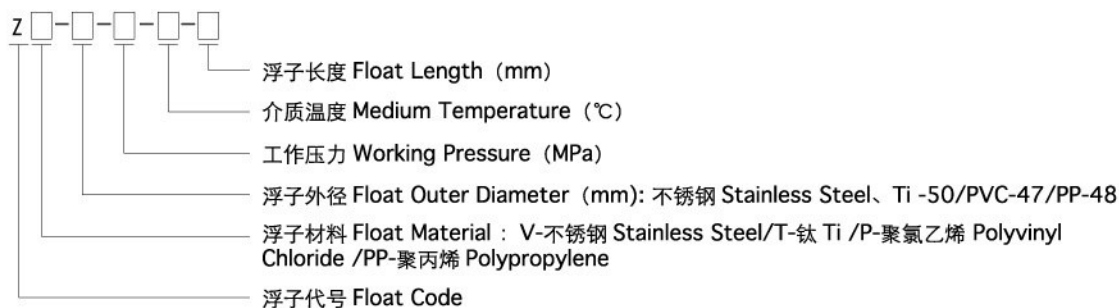 Z□-□-□-□-□
浮子长度 Float Length（mm）
介质温度 Medium Temperature（℃）
工作压力 Working Pressure（MPa）
浮子外径 Float Outer Diameter（mm）: 不锈钢 Stainless Steel、Ti -50/PVC-47/PP-48
浮子材料 Float Material： V-不锈钢 Stainless Steel/T-钛 Ti /P-聚氯乙烯 Polyvinyl
Chloride /PP-聚丙烯 Polypropylene
浮子代号 Float Code